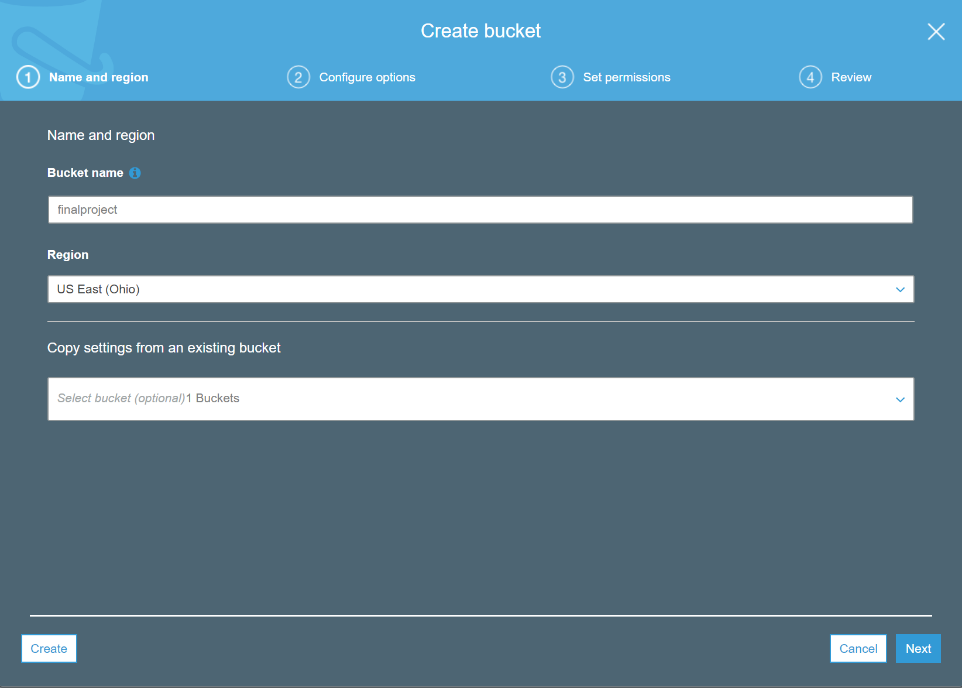 Create bucket
1 Name and region
2 Configure options
3 Set permissions
4 Review
Name and region
Bucket name
finalproject
Region
US East (Ohio)
Copy settings from an existing bucket
Select bucket (optional)1 Buckets
Create
Cancel
Next